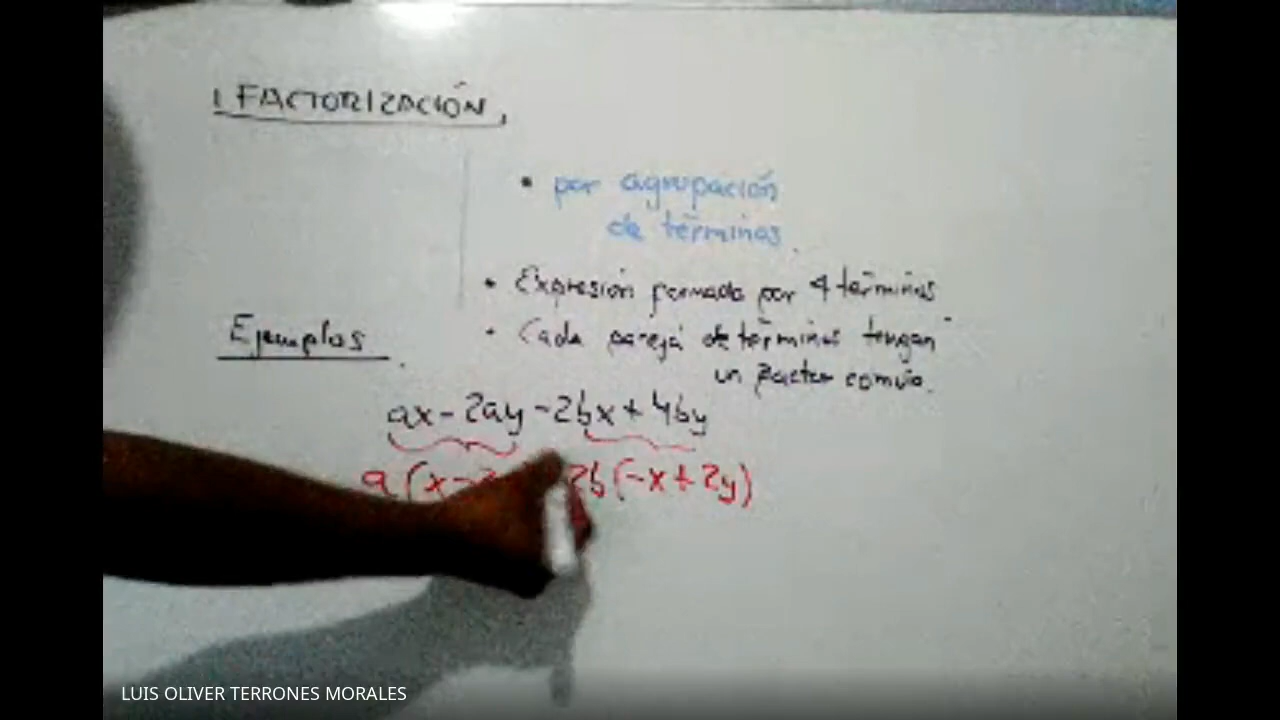 1 FACTORIZACIÓN
• por agrupación
de términos
• Expresión formada por 4 términos
Ejemplos
• Cada pareja de términos tengan
un factor común.
ax - 2ay - 2bx + 4by
a(x - 2b(-x + 2y)
LUIS OLIVER TERRONES MORALES